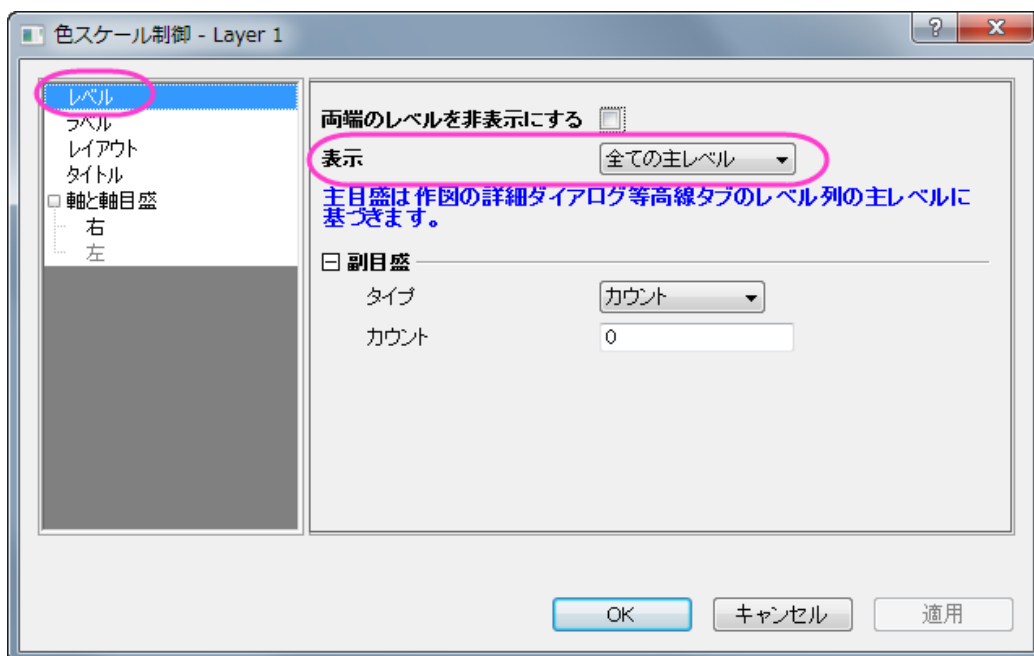 色スケール制御 - Layer 1
?
レベル
ラベル
レイアウト
タイトル
軸と軸目盛
右
左
両端のレベルを非表示にする
表示 全ての主レベル
主目盛は作図の詳細ダイアログ等高線タブのレベル列の主レベルに
基づきます。
副目盛
タイプ カウント
カウント 0
OK キャンセル 適用